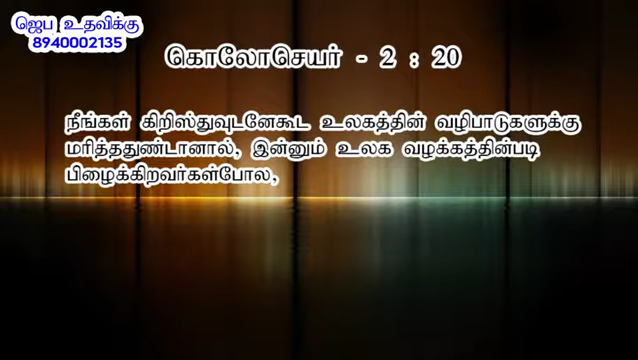 ஜெப உதவிக்கு
8940002135
கொலோசெயர் - 2 : 20
நீங்கள் கிறிஸ்துவுடனேகூட உலகத்தின் வழிபாடுகளுக்கு
மரித்ததுண்டானால், இன்னும் உலக வழக்கத்தின்படி
பிழைக்கிறவர்கள்போல,